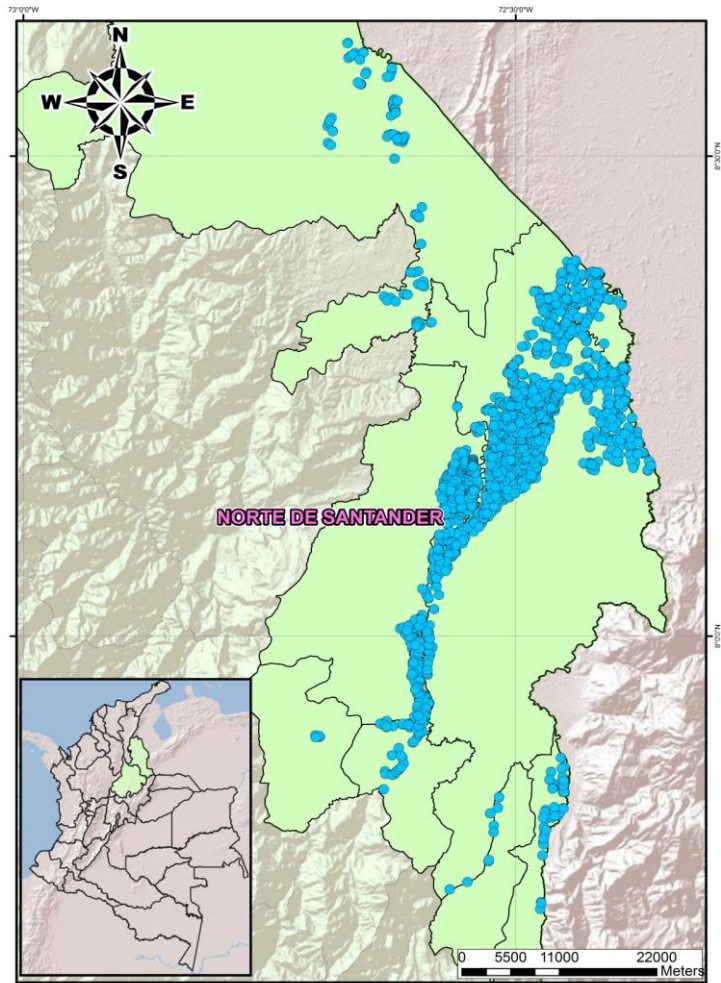 73°0'0"W
72°30'0"W
N
W
E
S
8°30'0"N
NORTE DE SANTANDER
8°0'0"N
0 5500 11000 22000
Meters